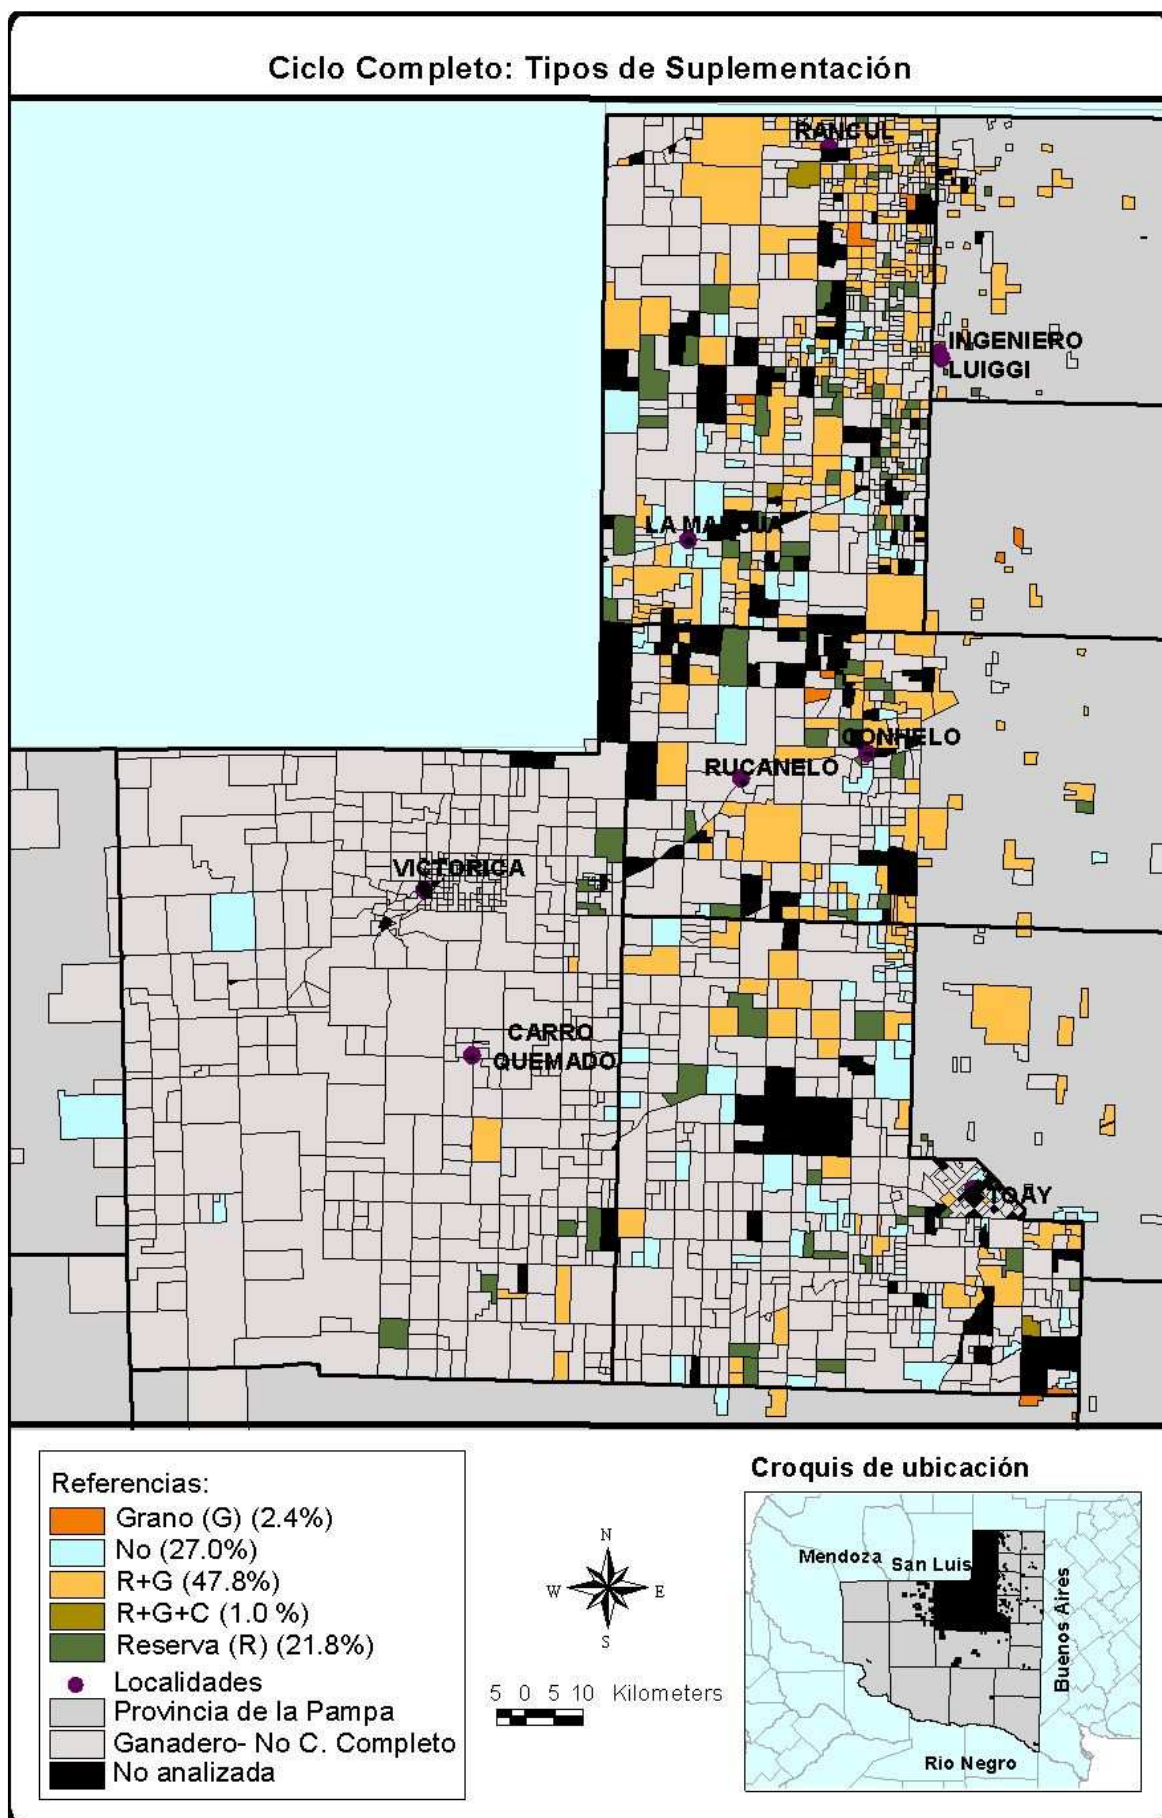 Ciclo Completo: Tipos de Suplementación
RANCUL
INGENIERO
LUIGGI
LA MARUJA
CONHELO
RUCANELO
VICTORICA
CARRO
QUEMADO
TOAY
Referencias:
Grano (G) (2.4%)
No (27.0%)
R+G (47.8%)
R+G+C (1.0 %)
Reserva (R) (21.8%)
Localidades
Provincia de la Pampa
Ganadero- No C. Completo
No analizada
N
W E
S
5 0 5 10 Kilometers
Croquis de ubicación
Mendoza
San Luis
Buenos Aires
Rio Negro